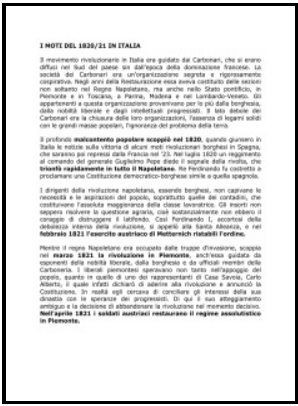 I MOTI DEL 1820/21 IN ITALIA
Il movimento rivoluzionario in Italia era guidato dai Carbonari, che si erano
diffusi nel Sud del paese sin dall'epoca della dominazione francese. La
società dei Carbonari era un'organizzazione segreta e rigorosamente
cospirativa. Negli anni della Restaurazione essa aveva costituito delle sezioni
non soltanto nel Regno Napoletano, ma anche nello Stato pontificio, in
Piemonte e in Toscana, a Parma, Modena e nel Lombardo-Veneto. Gli
appartenenti a questa organizzazione provenivano per lo più dalla borghesia,
dalla nobiltà liberale e dagli intellettuali progressisti. Il lato debole dei
Carbonari era la chiusura delle loro organizzazioni, l'assenza di legami solidi
con le grandi masse popolari, l'ignoranza del problema della terra.
Il profondo malcontento popolare scoppiò nel 1820, quando giunsero in
Italia le notizie sulla vittoria di alcuni moti rivoluzionari borghesi in Spagna,
che saranno poi repressi dalla Francia nel '23. Nel luglio 1820 un reggimento
al comando del generale Guglielmo Pepe diede il segnale della rivolta, che
trionfò rapidamente in tutto il Napoletano. Re Ferdinando fu costretto a
proclamare una Costituzione democratico-borghese simile a quella spagnola.
I dirigenti della rivoluzione napoletana, essendo borghesi, non capivano le
necessità e le aspirazioni del popolo, soprattutto quelle dei contadini, che
costituivano l'assoluta maggioranza della classe lavoratrice. Gli insorti non
seppero risolvere la questione agraria, cioè sostanzialmente non ebbero il
coraggio di distruggere il latifondo. Così Ferdinando I, accortosi della
debolezza interna della rivoluzione, si appellò alla Santa Alleanza, e nel
febbraio 1821 l'esercito austriaco di Metternich ristabilì l'ordine.
Mentre il regno Napoletano era occupato dalle truppe d'invasione, scoppia
nel marzo 1821 la rivoluzione in Piemonte, anch'essa guidata da
esponenti della nobiltà liberale, dalla borghesia e da ufficiali membri della
Carboneria. I liberali piemontesi speravano non tanto nell'appoggio del
popolo, quanto in quello di uno dei rappresentanti di Casa Savoia, Carlo
Alberto, il quale infatti dichiarò di aderire alla rivoluzione e annunciò la
Costituzione. In realtà egli cercava di conciliare gli interessi della sua
dinastia con le speranze dei progressisti. Di qui il suo atteggiamento
ambiguo e la decisione di abbandonare la rivoluzione nel momento decisivo.
Nell'aprile 1821 i soldati austriaci restaurano il regime assolutistico
in Piemonte.